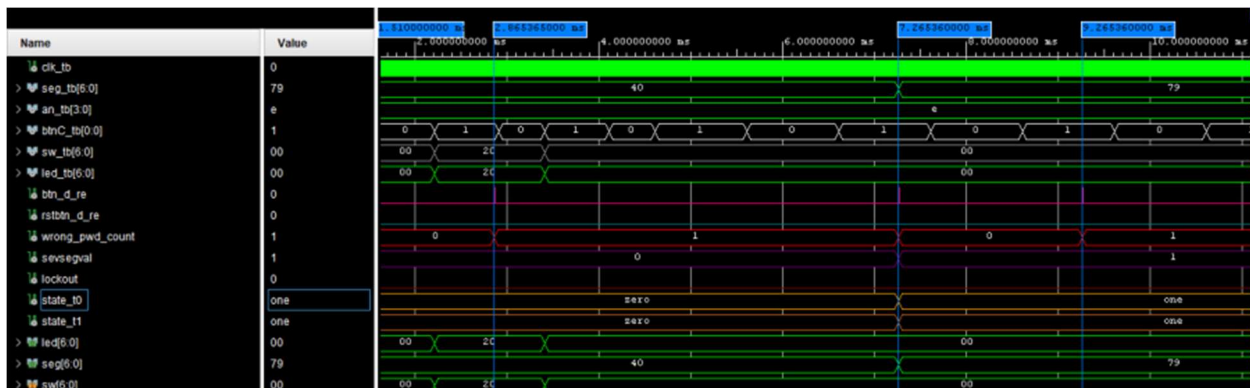 1.510000000 ms 2.865365000 ms 7.265360000 ms 9.265360000 ms
Name Value 2.000000000 ms 4.000000000 ms 6.000000000 ms 8.000000000 ms 10.000000000 ms
clk_tb 0
seg_tb[6:0] 79 40 79
an_tb[3:0] e e
btnC_tb[0:0] 1 0 1 0 1 0 1 0 1 0 1 0
sw_tb[6:0] 00 00 20 00
led_tb[6:0] 00 00 20 00
btn_d_re 0
rstbtn_d_re 0
wrong_pwd_count 1 0 1 0 1
sevsegval 1 0 1
lockout 0
state_t0 one zero one
state_t1 one zero one
led[6:0] 00 00 20 00
seg[6:0] 79 40 79
sw[6:0] 00 00 20 00